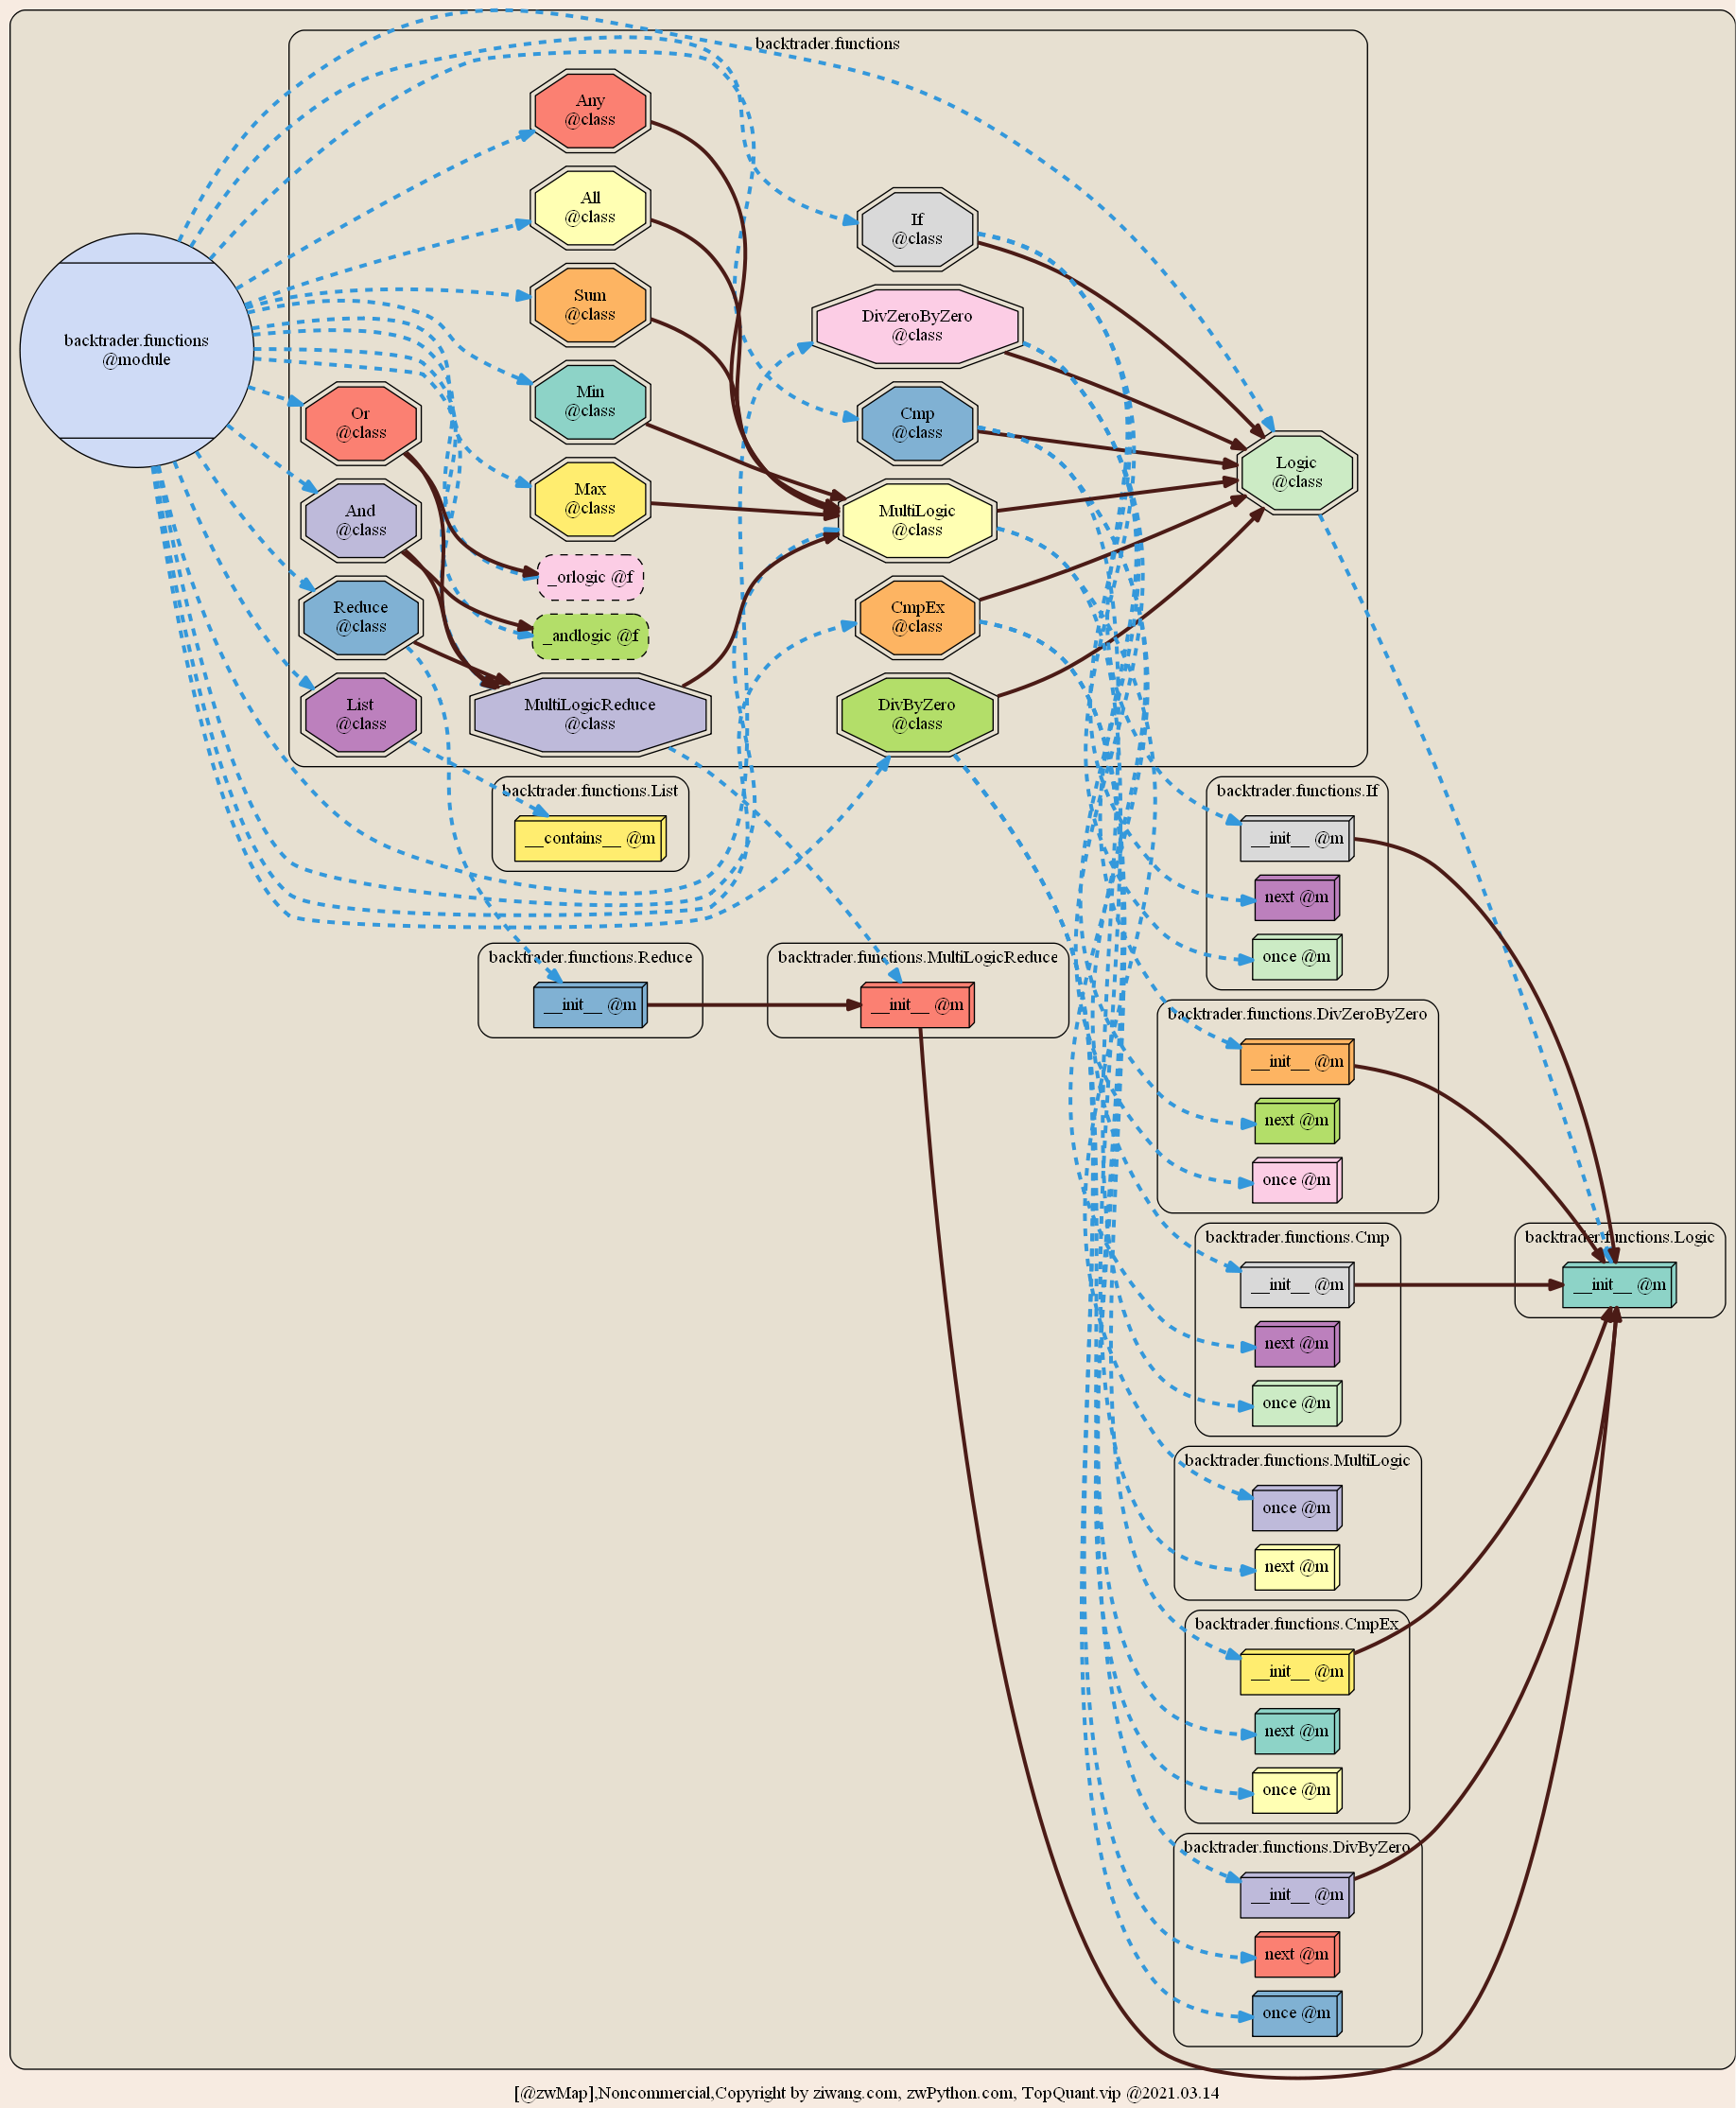 backtrader.functions
Any
@class
All
@class
If
@class
Sum
@class
DivZeroByZero
@class
backtrader.functions
@module
Min
@class
Or
@class
Cmp
@class
Logic
@class
Max
@class
And
@class
MultiLogic
@class
_orlogic @f
Reduce
@class
CmpEx
@class
_andlogic @f
List
@class
MultiLogicReduce
@class
DivByZero
@class
backtrader.functions.List
__contains__ @m
backtrader.functions.If
__init__ @m
next @m
once @m
backtrader.functions.Reduce
__init__ @m
backtrader.functions.MultiLogicReduce
__init__ @m
backtrader.functions.DivZeroByZero
__init__ @m
next @m
once @m
backtrader.functions.Cmp
__init__ @m
next @m
once @m
backtrader.functions.Logic
__init__ @m
backtrader.functions.MultiLogic
once @m
next @m
backtrader.functions.CmpEx
__init__ @m
next @m
once @m
backtrader.functions.DivByZero
__init__ @m
next @m
once @m
[@zwMap],Noncommercial,Copyright by ziwang.com, zwPython.com, TopQuant.vip @2021.03.14